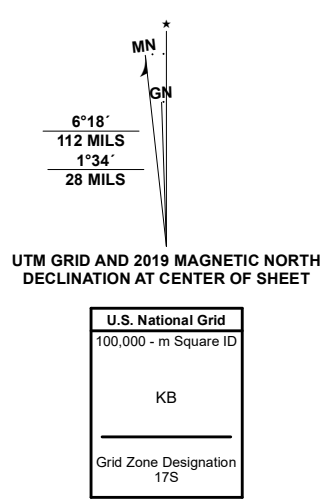 ★
MN
GN
6°18´
112 MILS
1°34´
28 MILS
UTM GRID AND 2019 MAGNETIC NORTH
DECLINATION AT CENTER OF SHEET
U.S. National Grid
100,000 - m Square ID
KB
Grid Zone Designation
17S